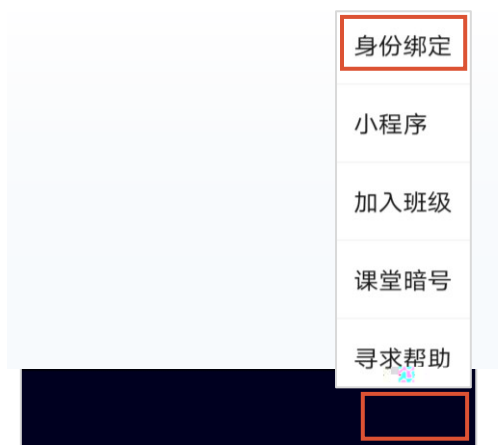 身份绑定
小程序
加入班级
课堂暗号
寻求帮助